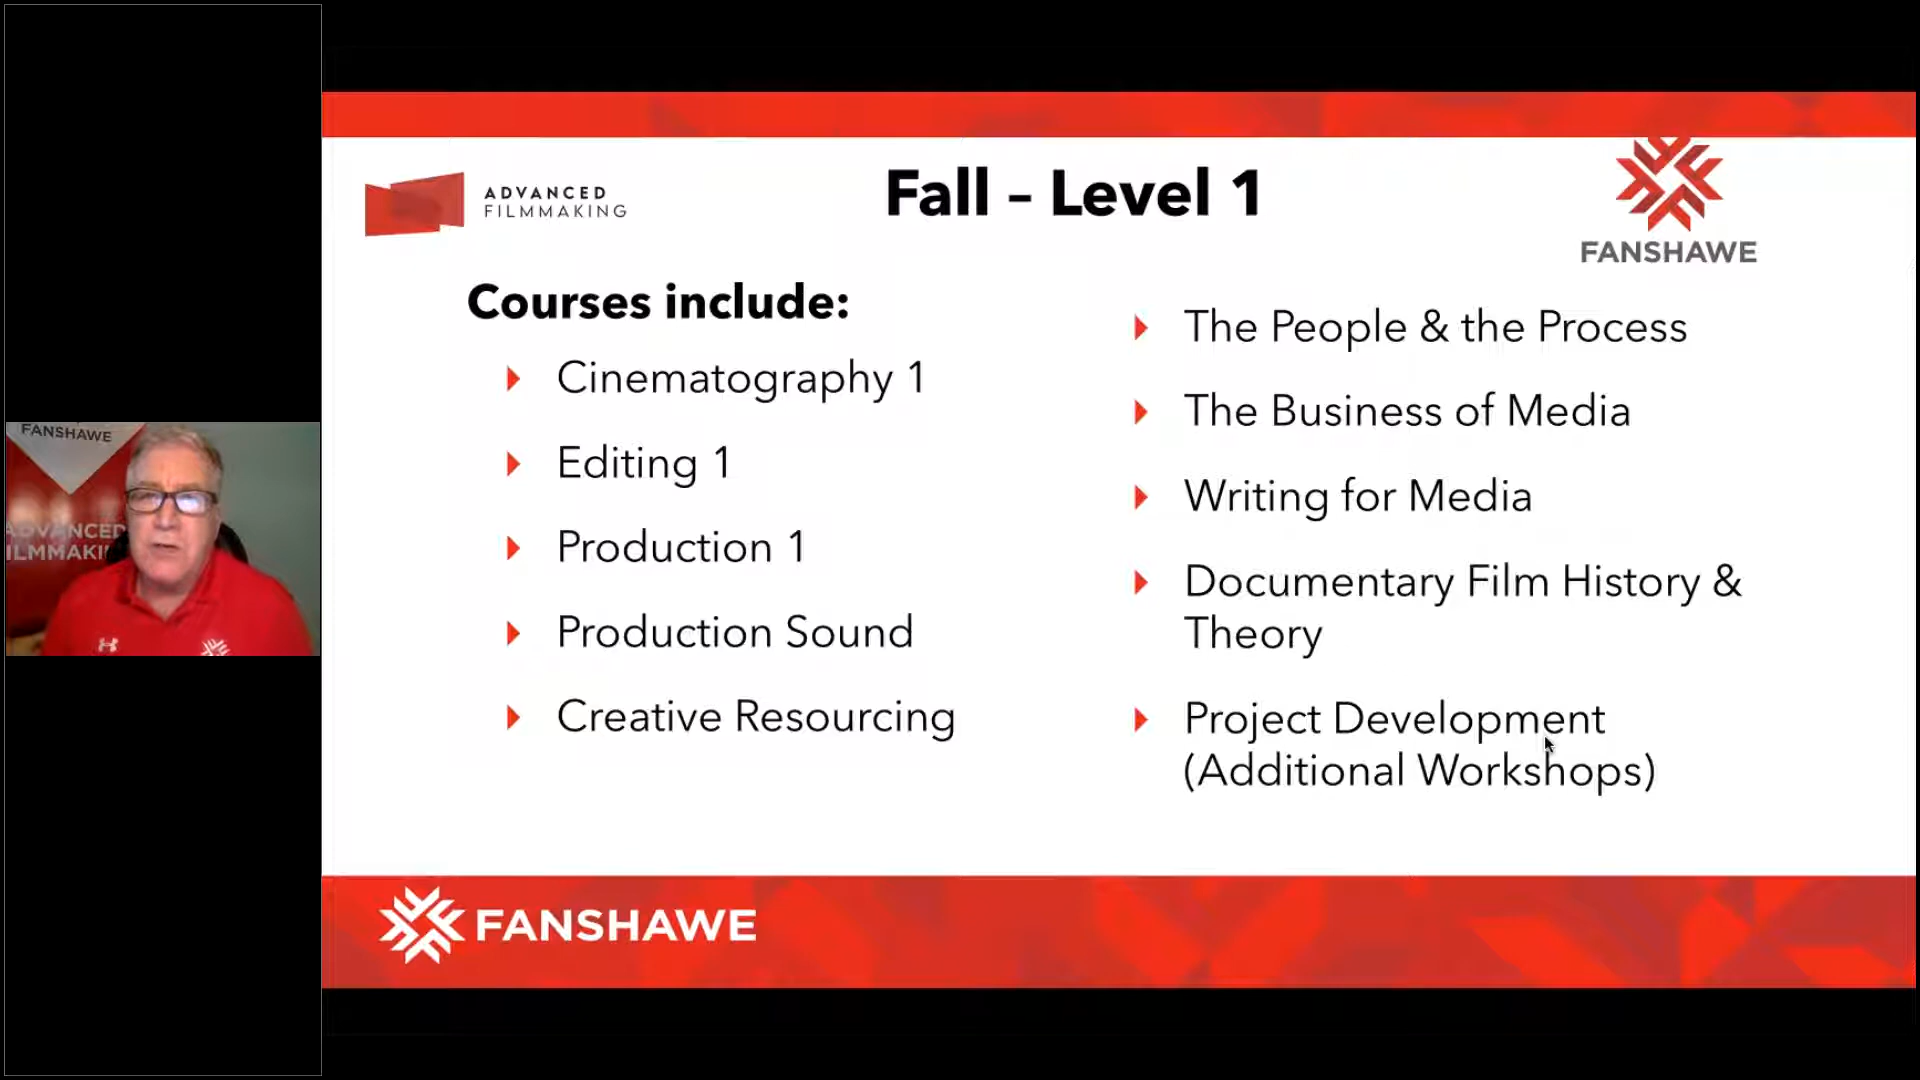 FANSHAWE
ADVANCED
ILMMAKI
ADVANCED
FILMMAKING
Fall – Level 1
FANSHAWE
Courses include:
Cinematography 1
Editing 1
Production 1
Production Sound
Creative Resourcing
The People & the Process
The Business of Media
Writing for Media
Documentary Film History &
Theory
Project Development
(Additional Workshops)
FANSHAWE